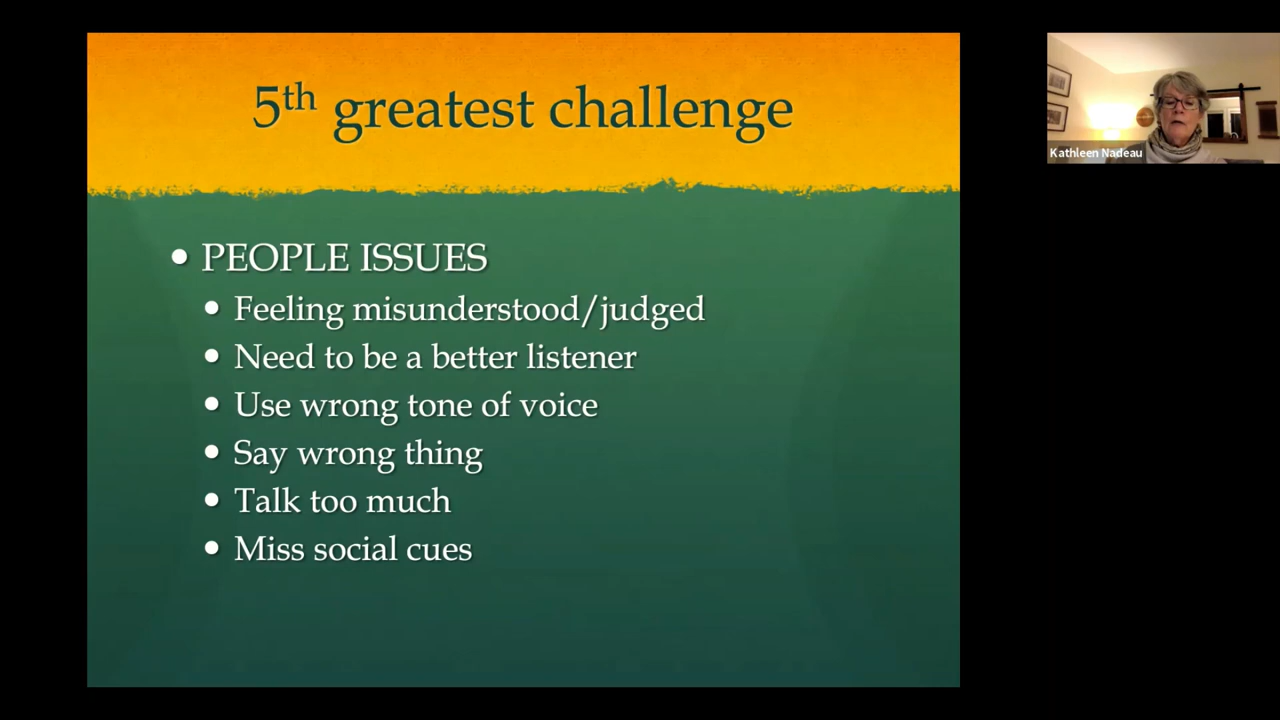 5th greatest challenge
• PEOPLE ISSUES
• Feeling misunderstood/judged
• Need to be a better listener
• Use wrong tone of voice
• Say wrong thing
• Talk too much
• Miss social cues
Kathleen Nadeau